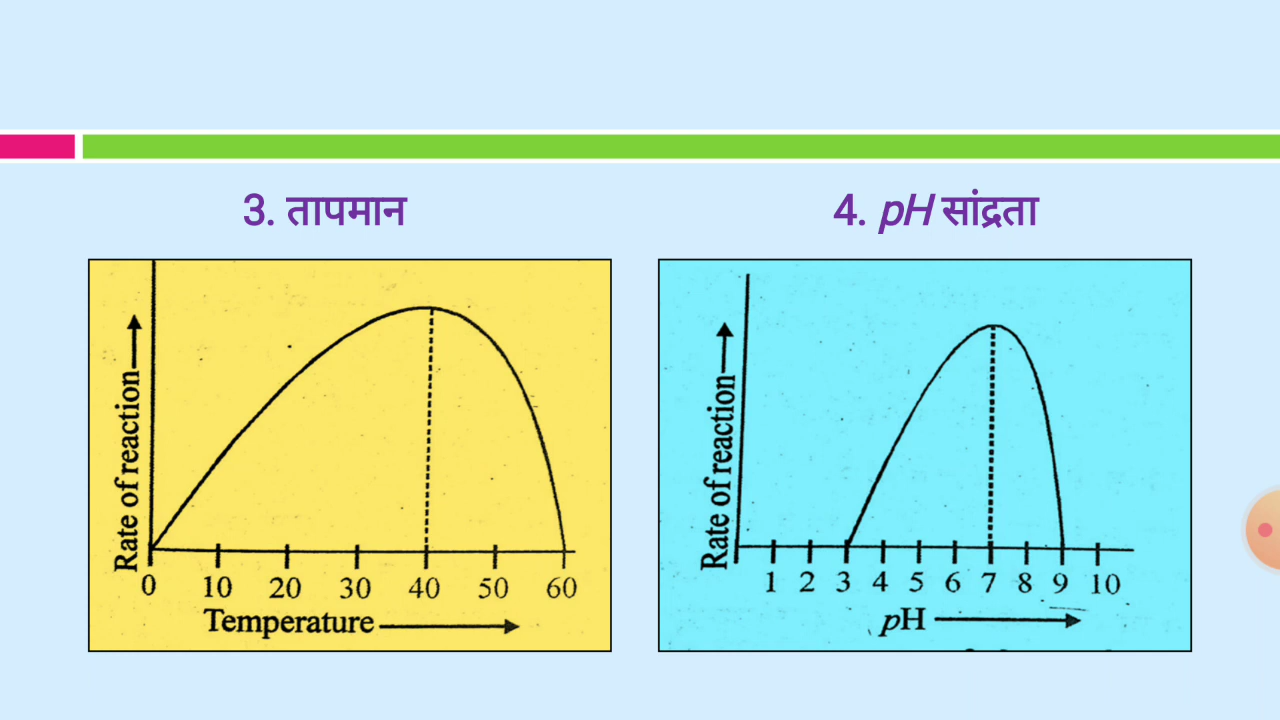 3. तापमान
Rate of reaction
0 10 20 30 40 50 60
Temperature
4. pH सांद्रता
Rate of reaction
1 2 3 4 5 6 7 8 9 10
pH